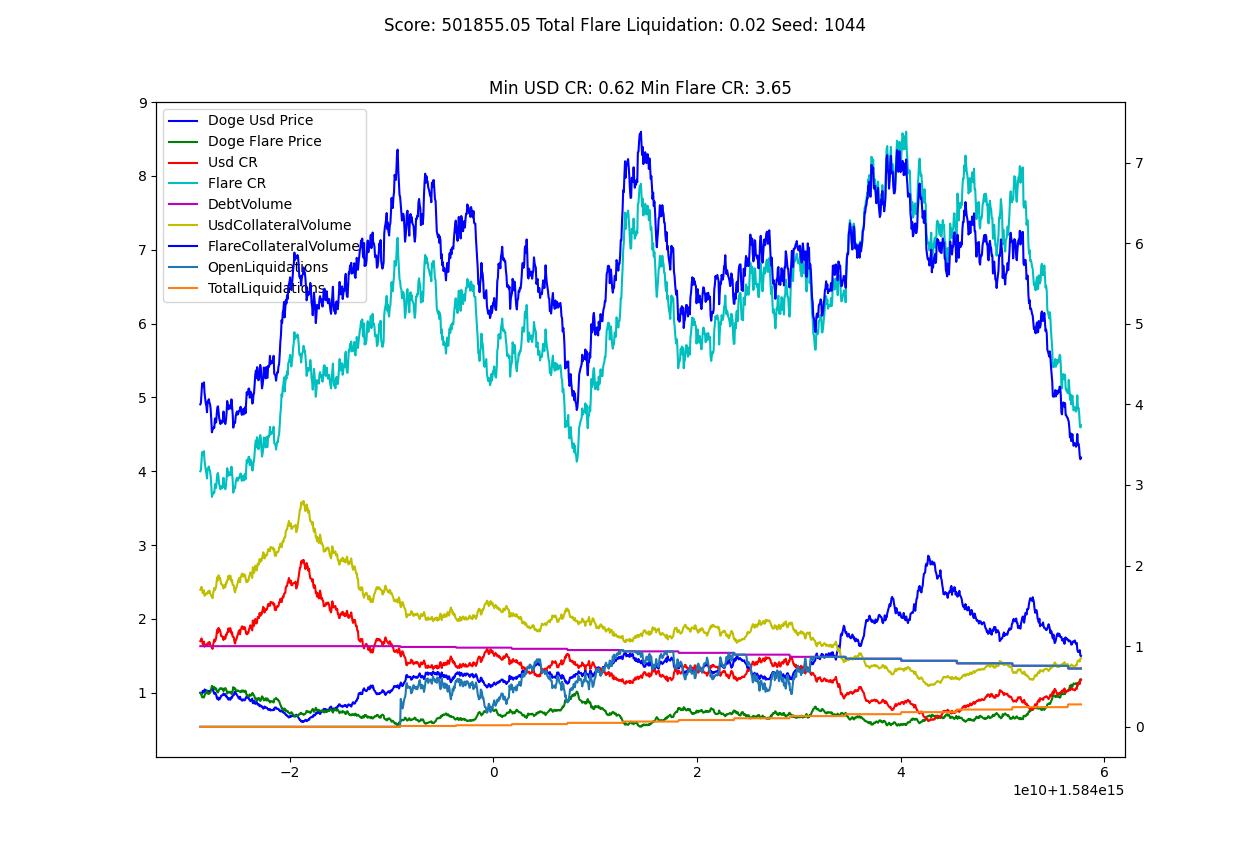 Score: 501855.05 Total Flare Liquidation: 0.02 Seed: 1044
Min USD CR: 0.62 Min Flare CR: 3.65
9
8
7
6
5
4
3
2
1
Doge Usd Price
Doge Flare Price
Usd CR
Flare CR
DebtVolume
UsdCollateralVolume
FlareCollateralVolume
OpenLiquidations
TotalLiquidations
7
6
5
4
3
2
1
0
−2 0 2 4 6
1e10+1.584e15